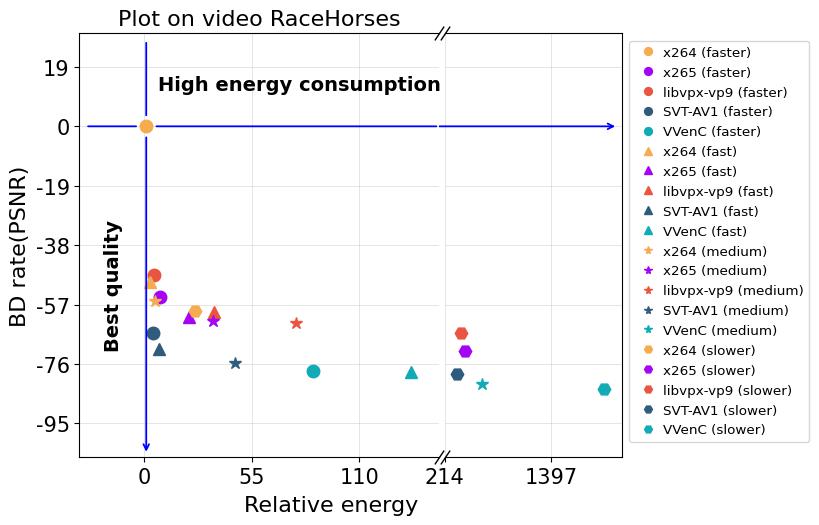 Plot on video RaceHorses
19
0
-19
-38
-57
-76
-95
BD rate(PSNR)
High energy consumption
Best quality
0
55
110
214
1397
Relative energy
x264 (faster)
x265 (faster)
libvpx-vp9 (faster)
SVT-AV1 (faster)
VVenC (faster)
x264 (fast)
x265 (fast)
libvpx-vp9 (fast)
SVT-AV1 (fast)
VVenC (fast)
x264 (medium)
x265 (medium)
libvpx-vp9 (medium)
SVT-AV1 (medium)
VVenC (medium)
x264 (slower)
x265 (slower)
libvpx-vp9 (slower)
SVT-AV1 (slower)
VVenC (slower)